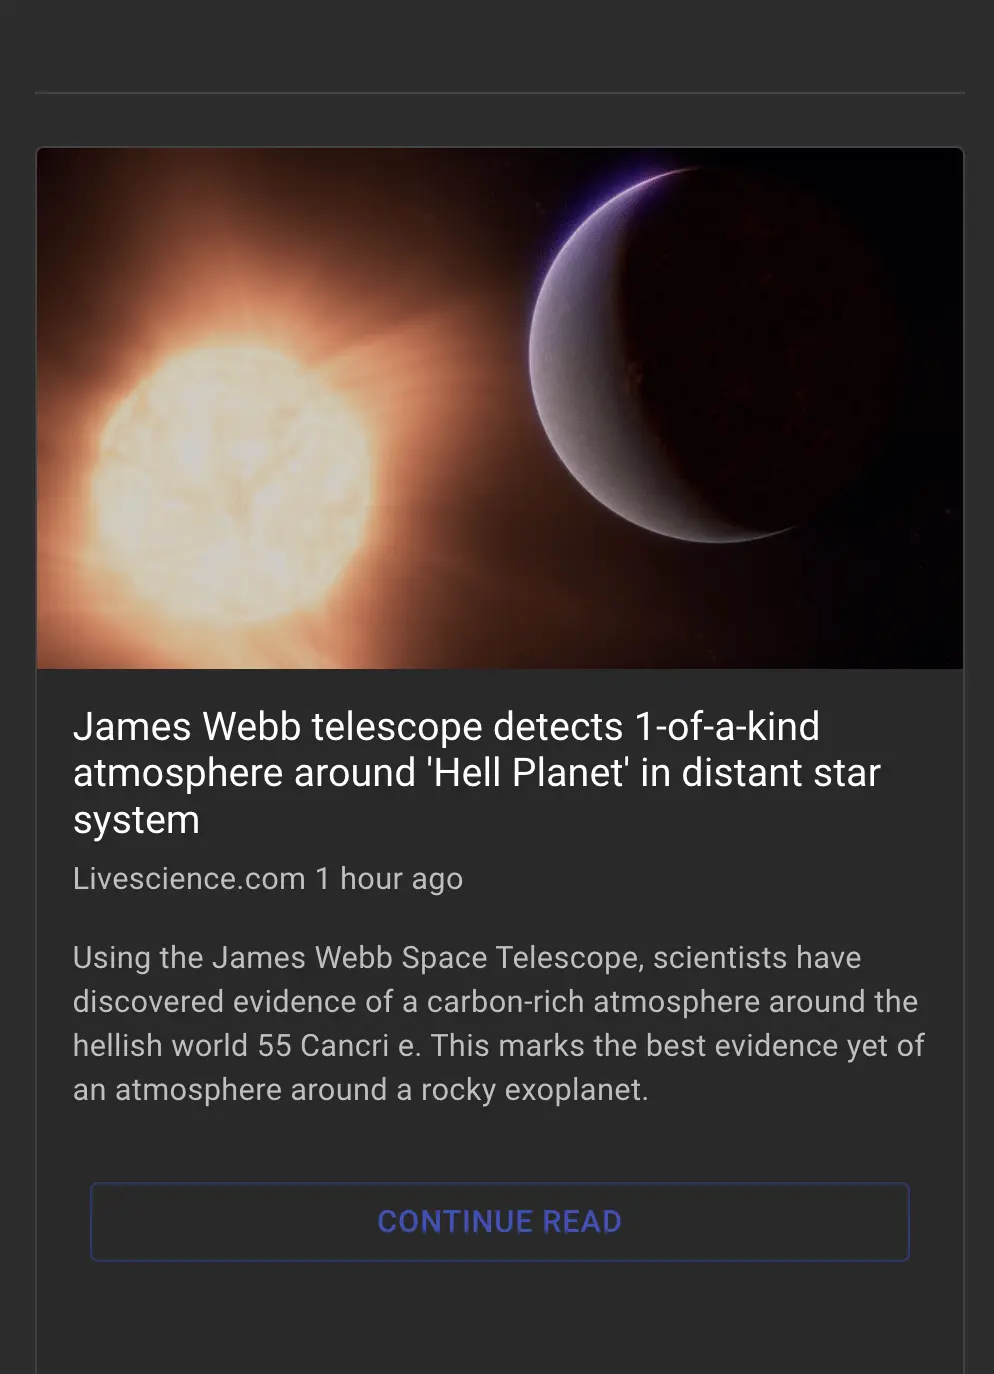 James Webb telescope detects 1-of-a-kind
atmosphere around 'Hell Planet' in distant star
system
Livescience.com 1 hour ago
Using the James Webb Space Telescope, scientists have
discovered evidence of a carbon-rich atmosphere around the
hellish world 55 Cancri e. This marks the best evidence yet of
an atmosphere around a rocky exoplanet.
CONTINUE READ